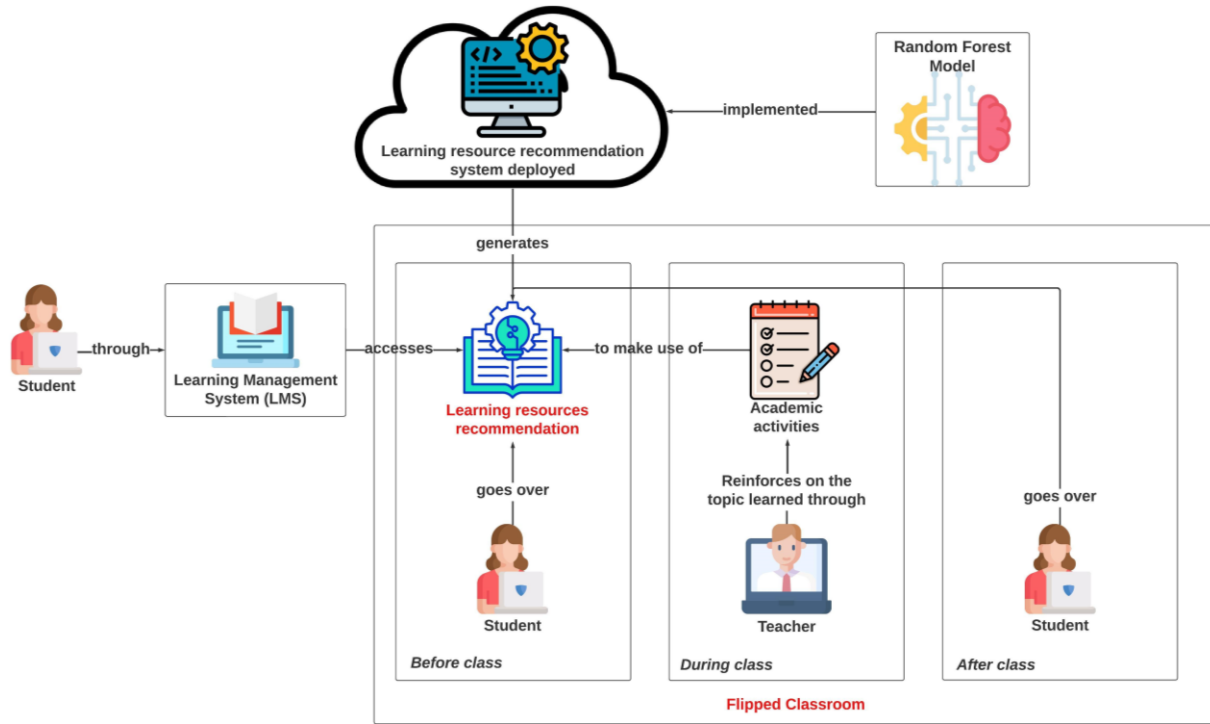 Random Forest
Model
</>
implemented
Learning resource recommendation
system deployed
generates
through
accesses
to make use of
Student
Learning Management
System (LMS)
Learning resources
recommendation
Academic
activities
goes over
Reinforces on the
topic learned through
goes over
Student
Teacher
Student
Before class
During class
After class
Flipped Classroom